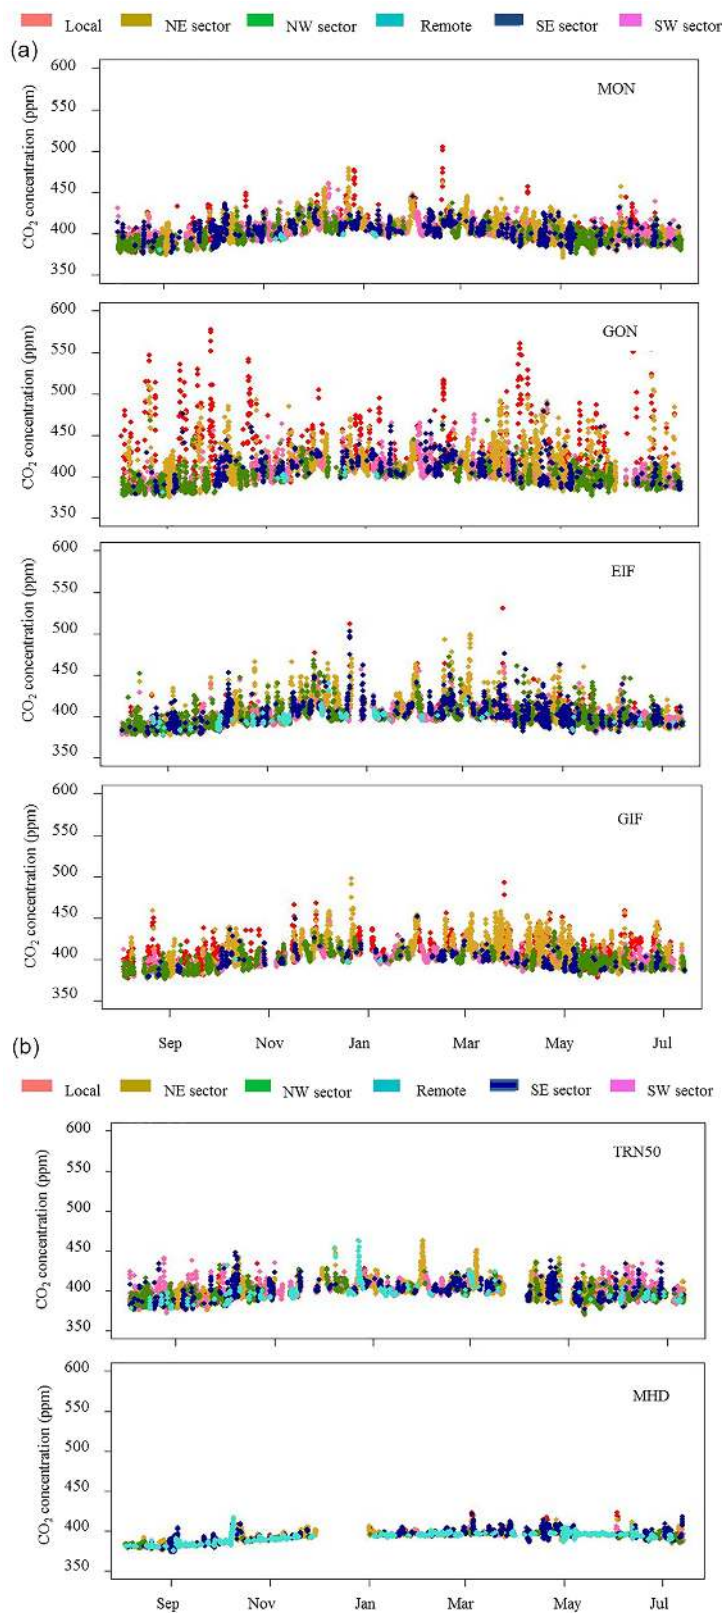 Local NE sector NW sector Remote SE sector SW sector
(a)
600
550
500
450
400
350
CO2 concentration (ppm)
MON
600
550
500
450
400
350
CO2 concentration (ppm)
GON
600
550
500
450
400
350
CO2 concentration (ppm)
EIF
600
550
500
450
400
350
CO2 concentration (ppm)
GIF
Sep Nov Jan Mar May Jul
(b)
Local NE sector NW sector Remote SE sector SW sector
600
550
500
450
400
350
CO2 concentration (ppm)
TRN50
600
550
500
450
400
350
CO2 concentration (ppm)
MHD
Sep Nov Jan Mar May Jul